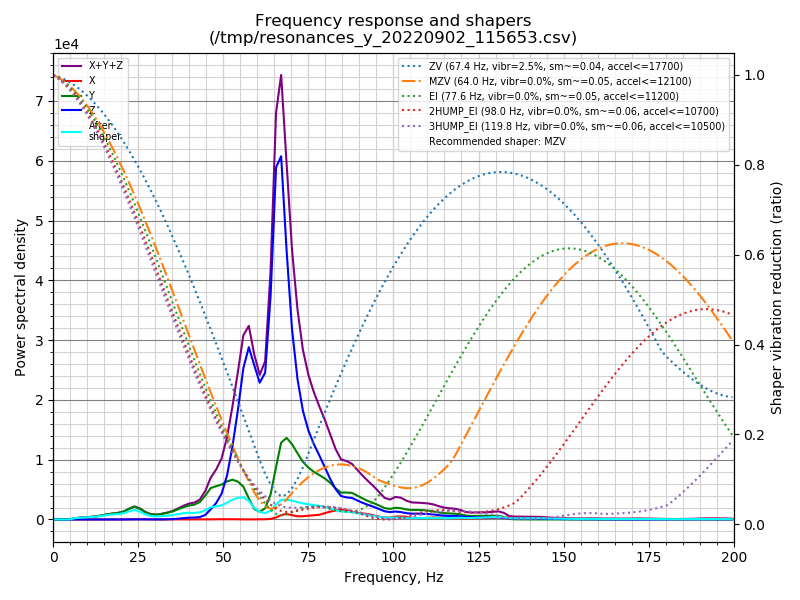 Frequency response and shapers
(/tmp/resonances_y_20220902_115653.csv)
1e4
X+Y+Z
X
Y
Z
After
shaper
ZV (67.4 Hz, vibr=2.5%, sm~=0.04, accel<=17700)
MZV (64.0 Hz, vibr=0.0%, sm~=0.05, accel<=12100)
EI (77.6 Hz, vibr=0.0%, sm~=0.05, accel<=11200)
2HUMP_EI (98.0 Hz, vibr=0.0%, sm~=0.06, accel<=10700)
3HUMP_EI (119.8 Hz, vibr=0.0%, sm~=0.06, accel<=10500)
Recommended shaper: MZV
7
6
5
4
3
2
1
0
Power spectral density
1.0
0.8
0.6
0.4
0.2
0.0
Shaper vibration reduction (ratio)
0 25 50 75 100 125 150 175 200
Frequency, Hz